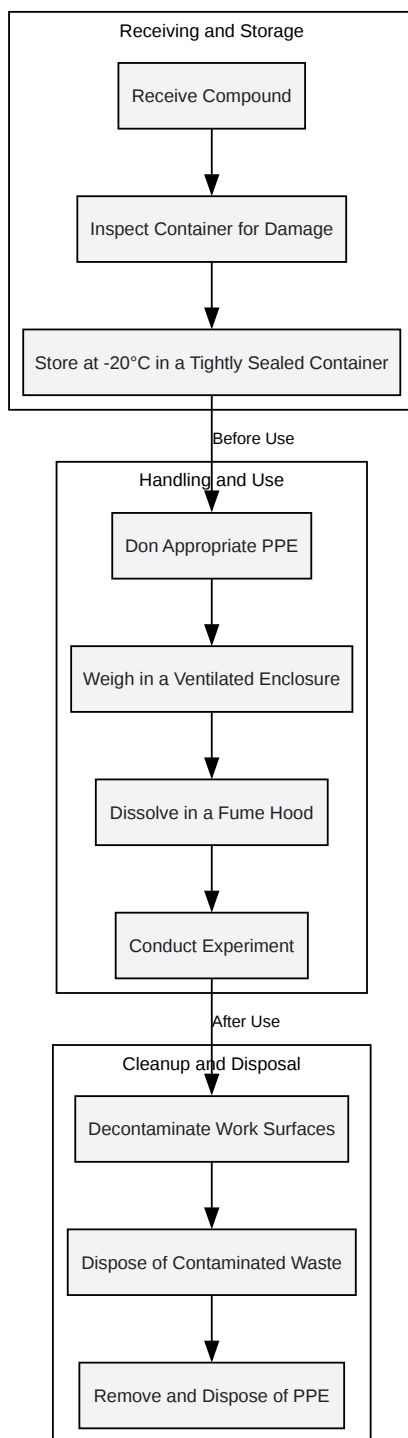 Receiving and Storage
Receive Compound
Inspect Container for Damage
Store at -20°C in a Tightly Sealed Container
Before Use
Handling and Use
Don Appropriate PPE
Weigh in a Ventilated Enclosure
Dissolve in a Fume Hood
Conduct Experiment
After Use
Cleanup and Disposal
Decontaminate Work Surfaces
Dispose of Contaminated Waste
Remove and Dispose of PPE